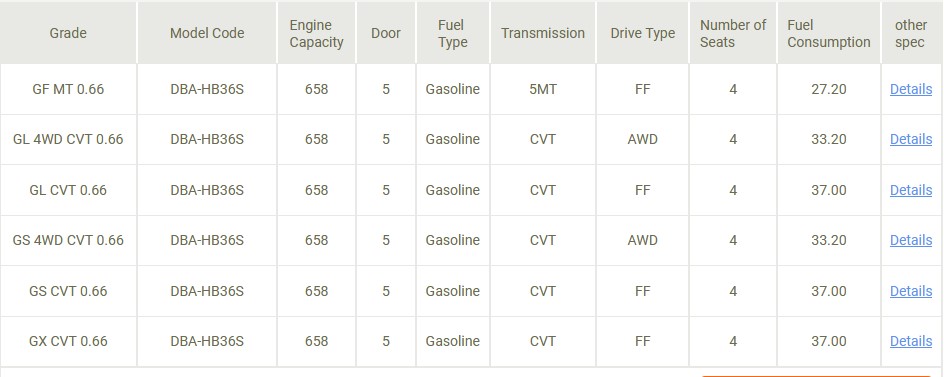 Grade Model Code Engine Capacity Door Fuel Type Transmission Drive Type Number of Seats Fuel Consumption other spec
GF MT 0.66 DBA-HB36S 658 5 Gasoline 5MT FF 4 27.20 Details
GL 4WD CVT 0.66 DBA-HB36S 658 5 Gasoline CVT AWD 4 33.20 Details
GL CVT 0.66 DBA-HB36S 658 5 Gasoline CVT FF 4 37.00 Details
GS 4WD CVT 0.66 DBA-HB36S 658 5 Gasoline CVT AWD 4 33.20 Details
GS CVT 0.66 DBA-HB36S 658 5 Gasoline CVT FF 4 37.00 Details
GX CVT 0.66 DBA-HB36S 658 5 Gasoline CVT FF 4 37.00 Details